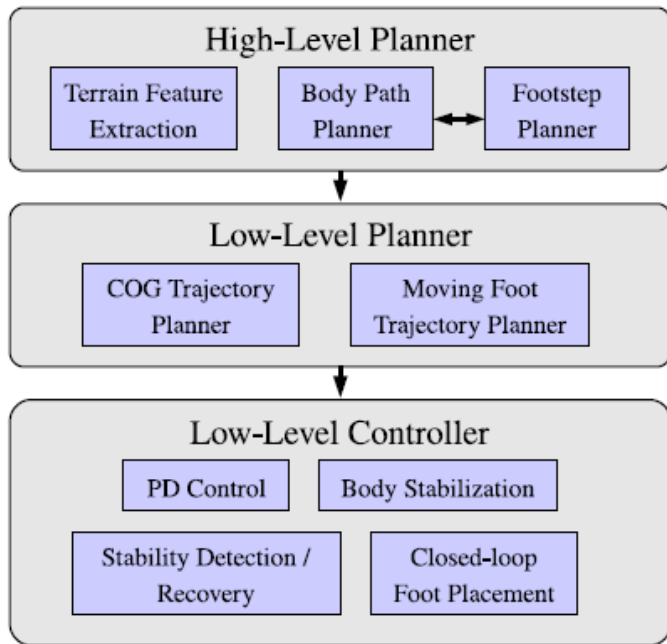 High-Level Planner
Terrain Feature
Extraction
Body Path
Planner
Footstep
Planner
Low-Level Planner
COG Trajectory
Planner
Moving Foot
Trajectory Planner
Low-Level Controller
PD Control
Body Stabilization
Stability Detection /
Recovery
Closed-loop
Foot Placement